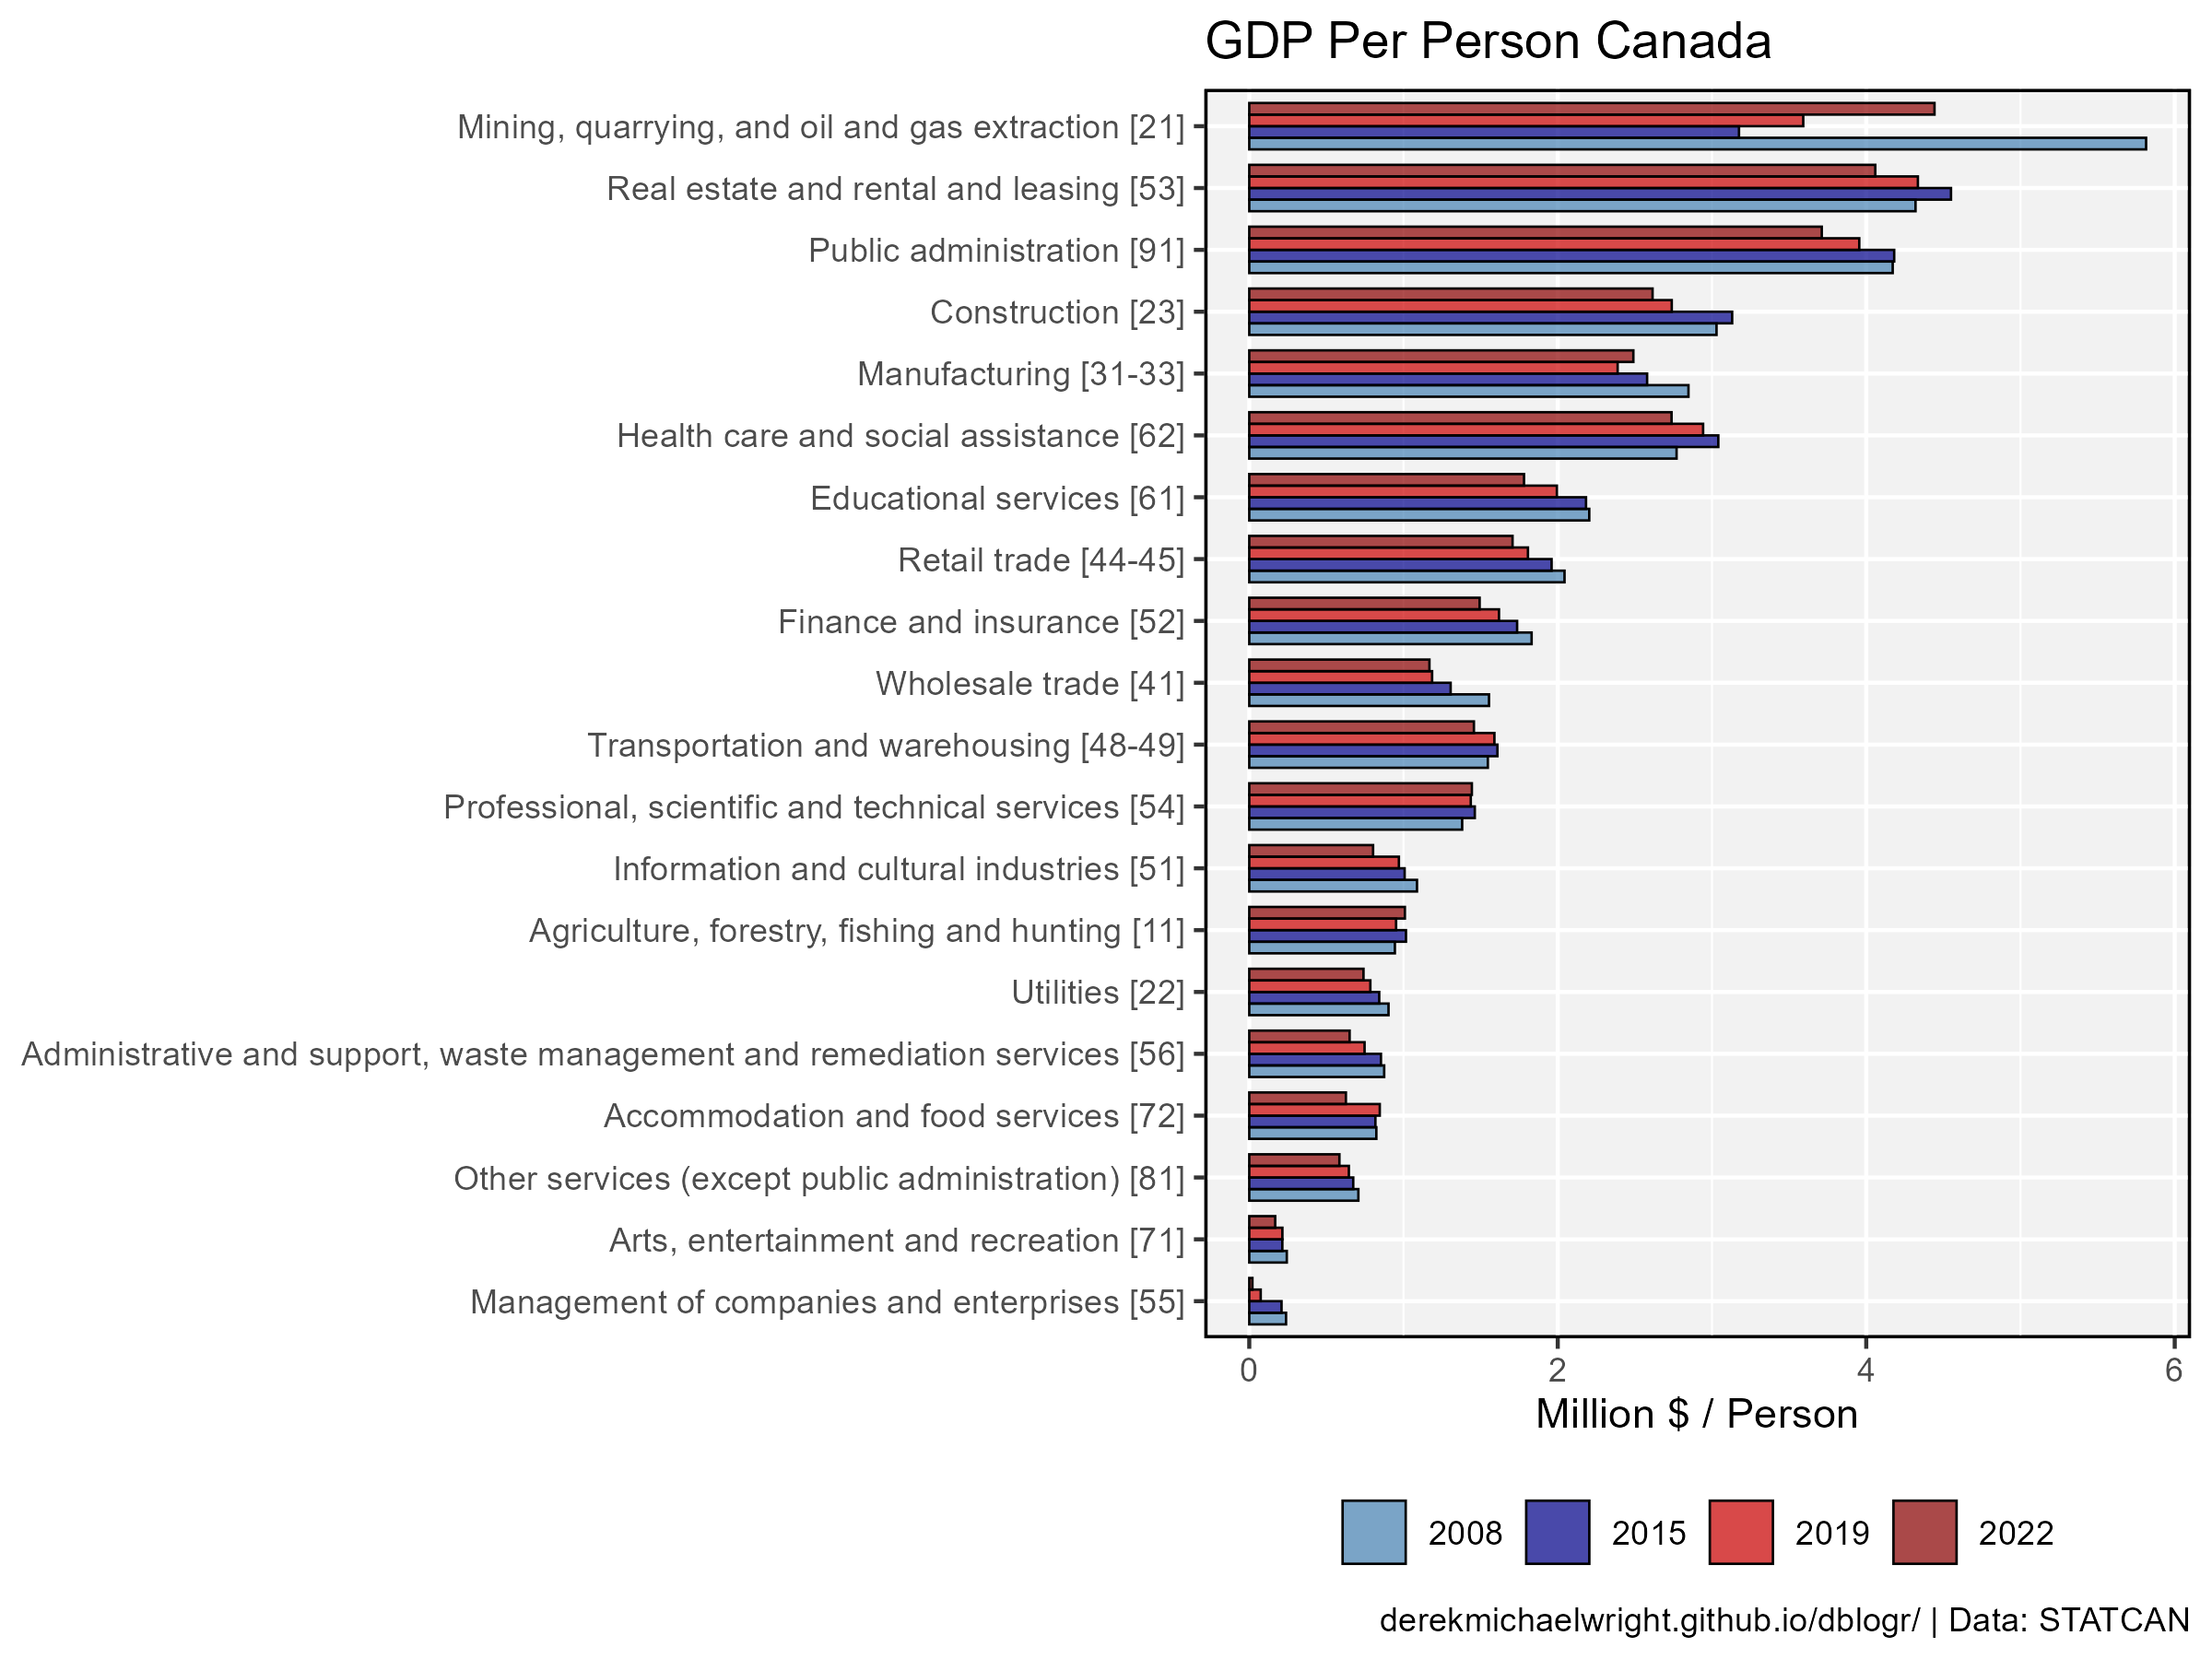 GDP Per Person Canada
Mining, quarrying, and oil and gas extraction [21]
Real estate and rental and leasing [53]
Public administration [91]
Construction [23]
Manufacturing [31-33]
Health care and social assistance [62]
Educational services [61]
Retail trade [44-45]
Finance and insurance [52]
Wholesale trade [41]
Transportation and warehousing [48-49]
Professional, scientific and technical services [54]
Information and cultural industries [51]
Agriculture, forestry, fishing and hunting [11]
Utilities [22]
Administrative and support, waste management and remediation services [56]
Accommodation and food services [72]
Other services (except public administration) [81]
Arts, entertainment and recreation [71]
Management of companies and enterprises [55]
0 2 4 6
Million $ / Person
2008 2015 2019 2022
derekmichaelwright.github.io/dblogr/ | Data: STATCAN